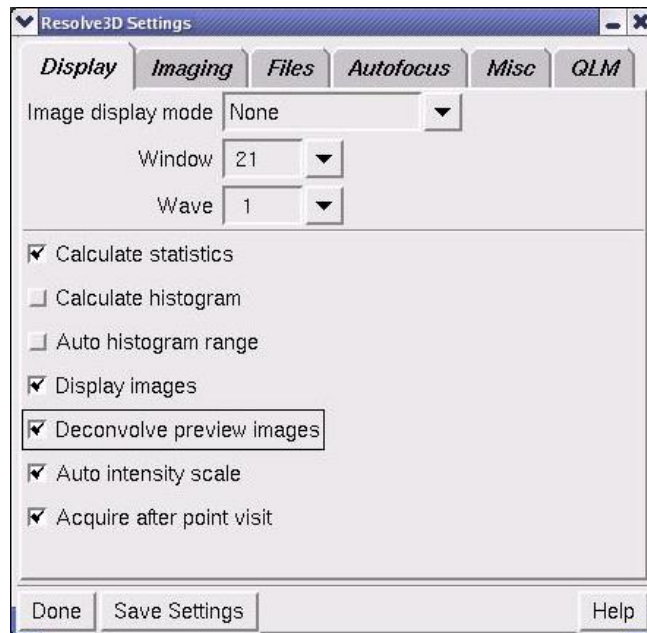 Resolve3D Settings
Display Imaging Files Autofocus Misc QLM
Image display mode None
Window 21
Wave 1
Calculate statistics
Calculate histogram
Auto histogram range
Display images
Deconvolve preview images
Auto intensity scale
Acquire after point visit
Done Save Settings Help